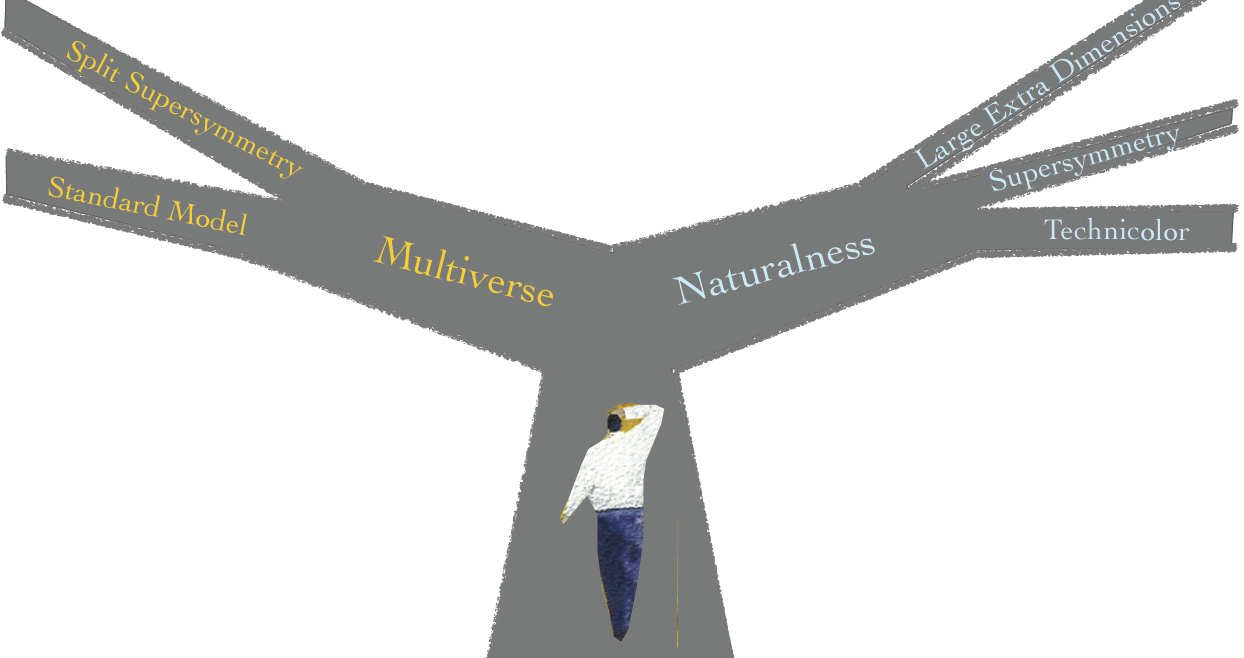 Split Supersymmetry
Standard Model
Multiverse
Naturalness
Large Extra Dimensions
Supersymmetry
Technicolor